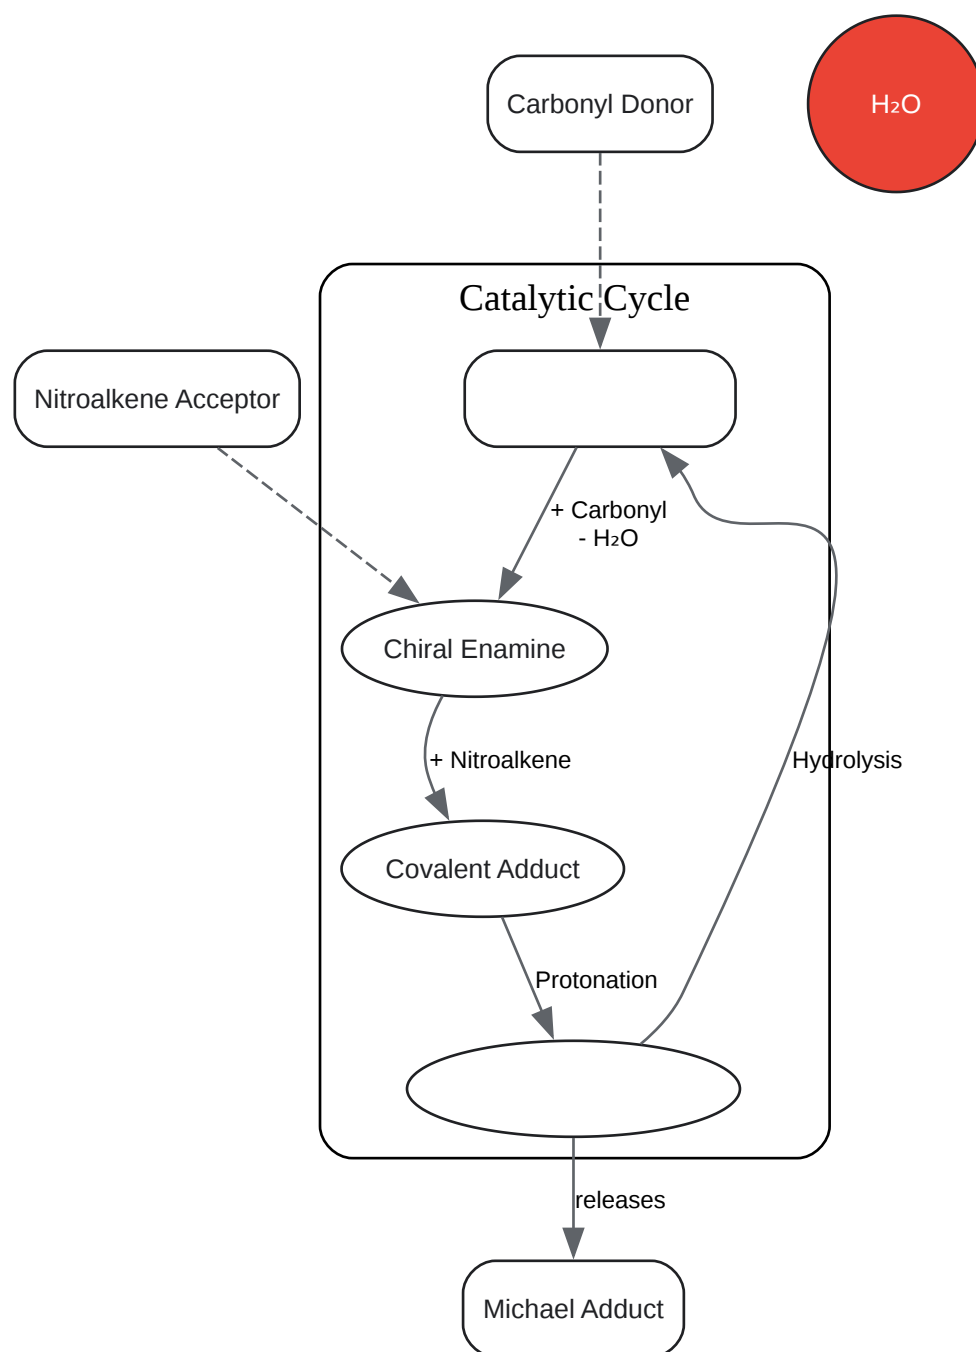 Carbonyl Donor
H₂O
Catalytic Cycle
Nitroalkene Acceptor
+ Carbonyl
- H₂O
Chiral Enamine
+ Nitroalkene
Hydrolysis
Covalent Adduct
Protonation
releases
Michael Adduct